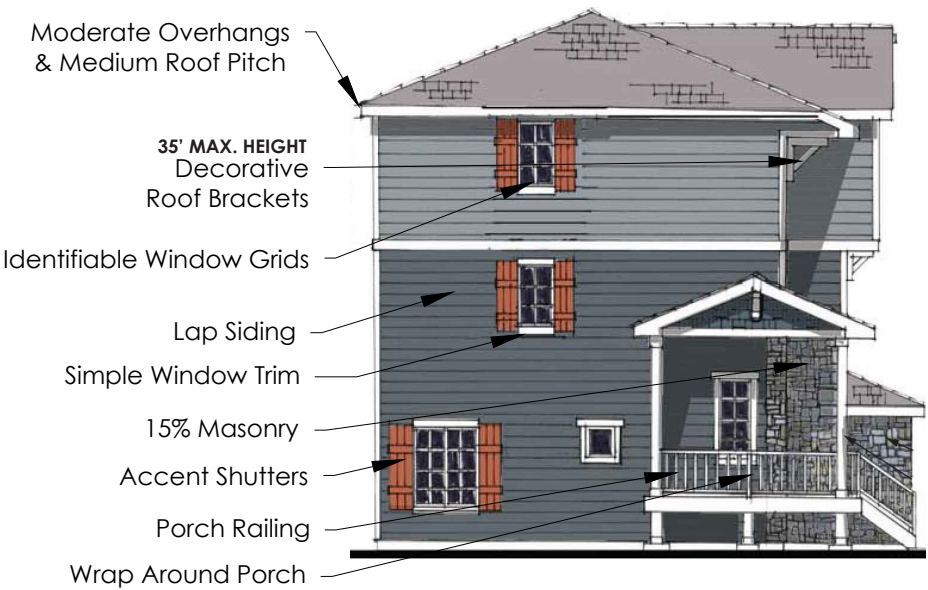 Moderate Overhangs
& Medium Roof Pitch
35' MAX. HEIGHT
Decorative
Roof Brackets
Identifiable Window Grids
Lap Siding
Simple Window Trim
15% Masonry
Accent Shutters
Porch Railing
Wrap Around Porch